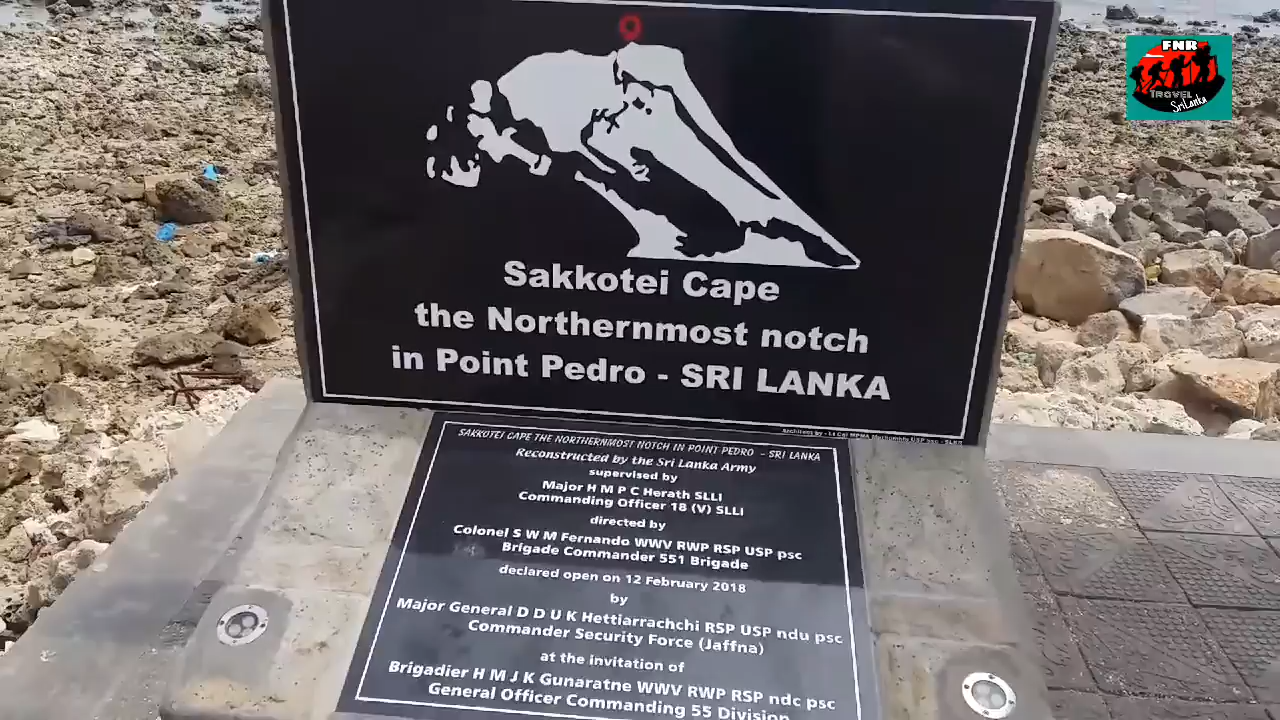 FNR
TRAVEL
SriLanka
Sakkotei Cape
the Northernmost notch
in Point Pedro - SRI LANKA
SAKKOTEI CAPE THE NORTHERNMOST NOTCH IN POINT PEDRO - SRI LANKA
Reconstructed by the Sri Lanka Army
supervised by
Major H M P C Herath SLLI
Commanding Officer 18 (V) SLLI
directed by
Colonel S W M Fernando WWV RWP RSP USP psc
Brigade Commander 551 Brigade
declared open on 12 February 2018
by
Major General D D U K Hettiarrachchi RSP USP ndu psc
Commander Security Force (Jaffna)
at the invitation of
Brigadier H M J K Gunaratne WWV RWP RSP ndc psc
General Officer Commanding 55 Division